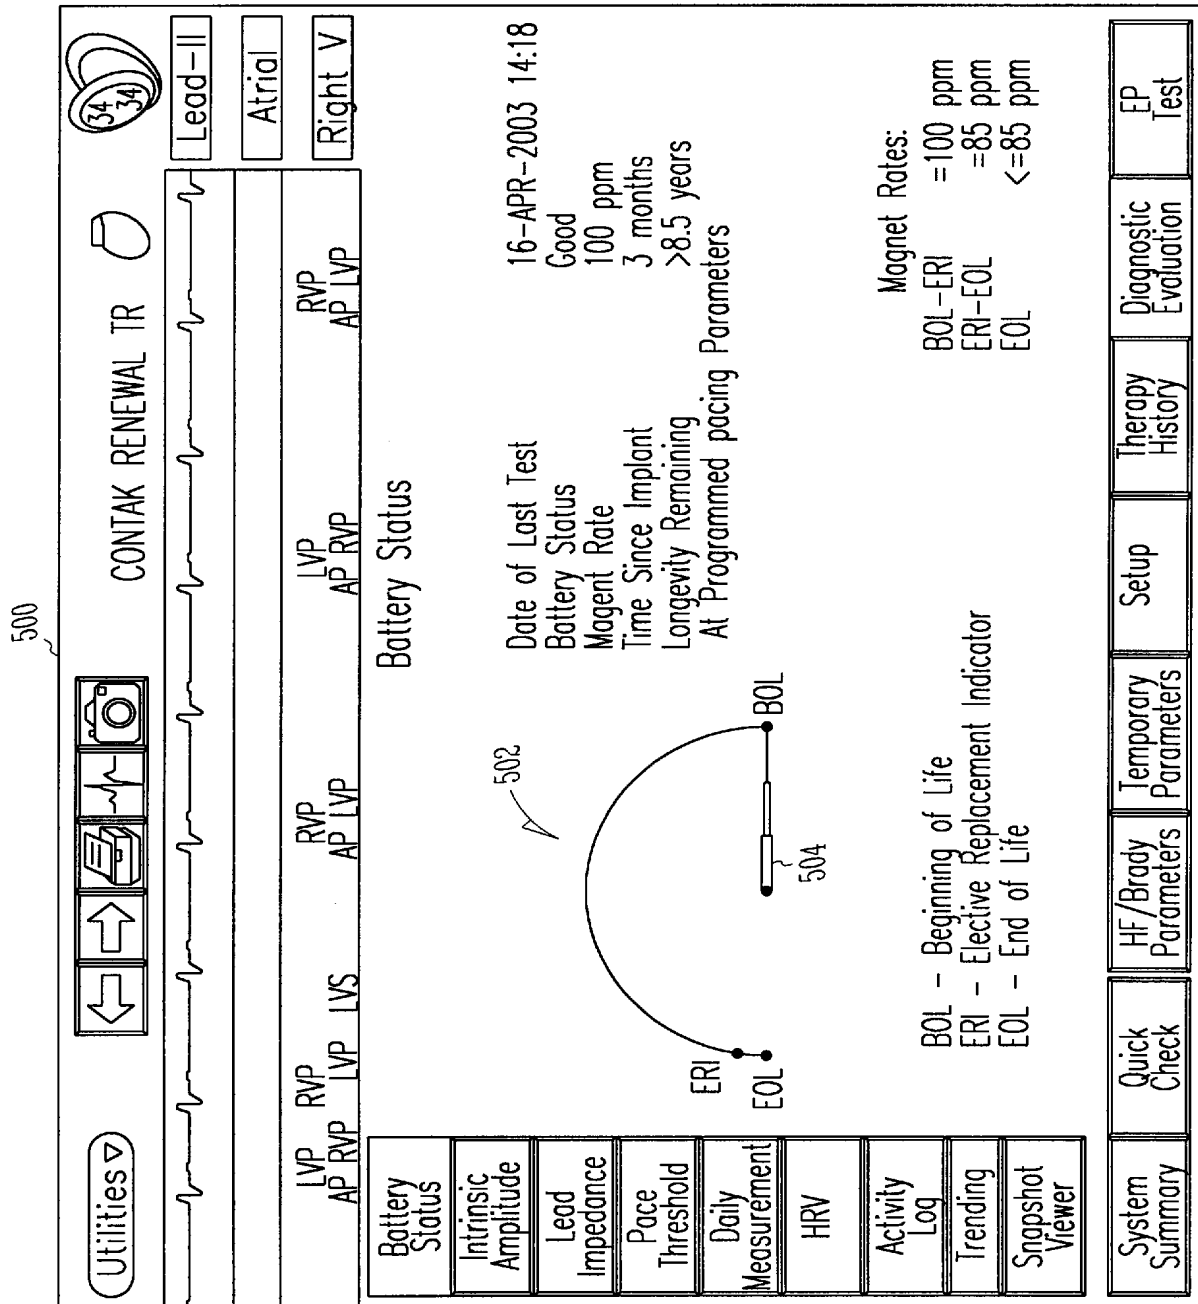 500
Utilities
CONTAK RENEWAL TR
34
34
Lead-II
Atrial
Right V
LVP RVP RVP LVP RVP
AP RVP LVP LVS AP LVP AP RVP AP LVP
Battery Status
Battery
Status
Intrinsic
Amplitude
Lead
Impedance
Pace
Threshold
Daily
Measurement
HRV
Activity
Log
Trending
Snapshot
Viewer
502
ERI
EOL
BOL
504
Date of Last Test 16-APR-2003 14:18
Battery Status Good
Magent Rate 100 ppm
Time Since Implant 3 months
Longevity Remaining >8.5 years
At Programmed pacing Parameters
BOL - Beginning of Life
ERI - Elective Replacement Indicator
EOL - End of Life
Magnet Rates:
BOL-ERI =100 ppm
ERI-EOL =85 ppm
EOL <=85 ppm
System
Summary
Quick
Check
HF/Brady
Parameters
Temporary
Parameters
Setup
Therapy
History
Diagnostic
Evaluation
EP
Test